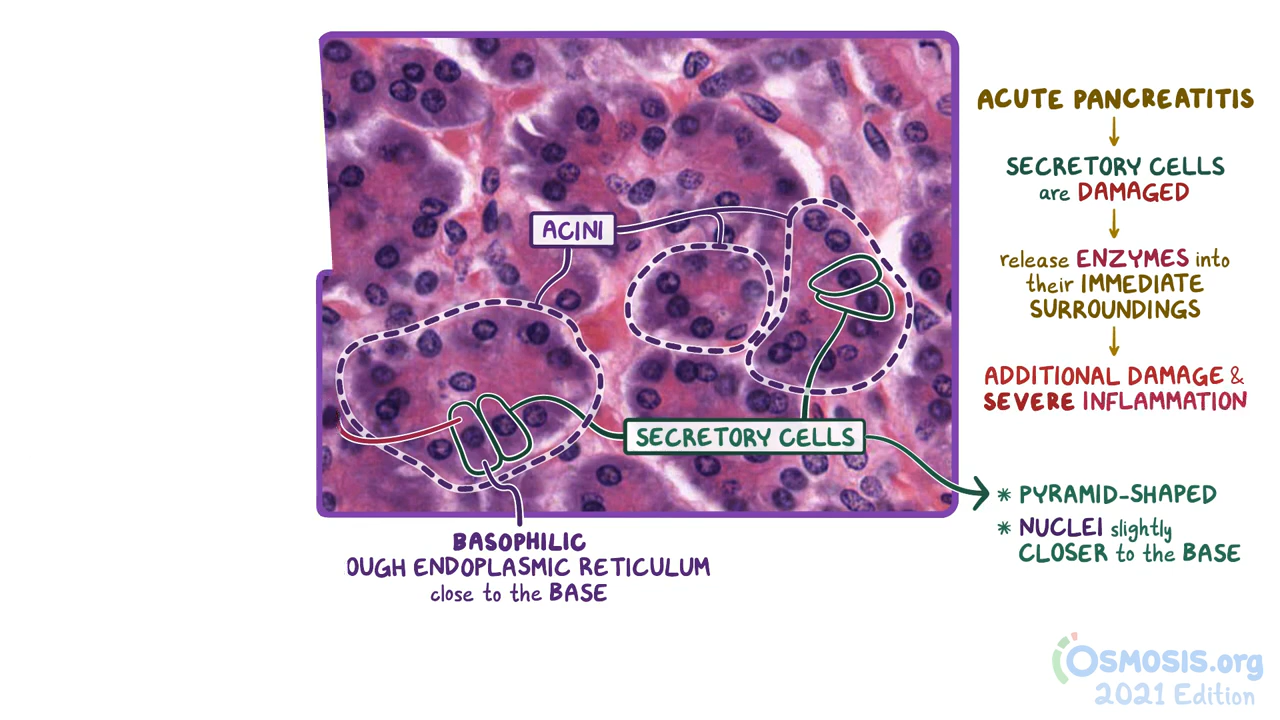 ACUTE PANCREATITIS
SECRETORY CELLS
are DAMAGED
release ENZYMES into
their IMMEDIATE
SURROUNDINGS
ADDITIONAL DAMAGE &
SEVERE INFLAMMATION
ACINI
SECRETORY CELLS
* PYRAMID-SHAPED
* NUCLEI slightly
CLOSER to the BASE
BASOPHILIC
OUGH ENDOPLASMIC RETICULUM
close to the BASE
OSMOSIS.org
2021 Edition